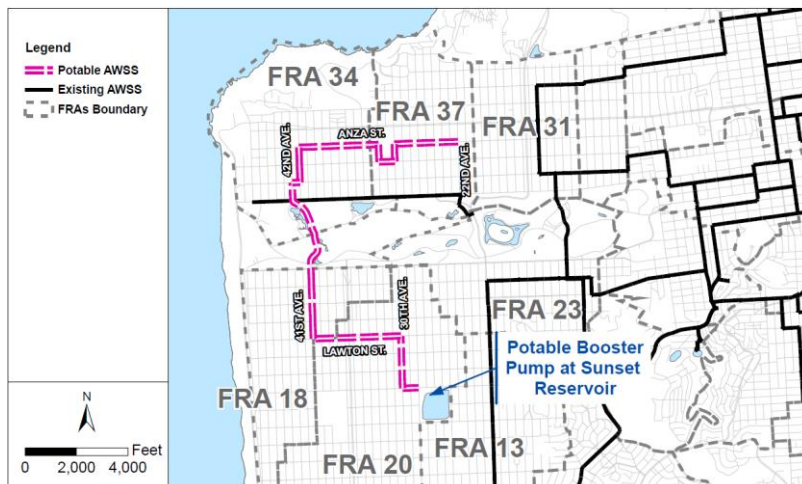 Legend
Potable AWSS
Existing AWSS
FRAs Boundary
FRA 34
FRA 37
FRA 31
ANZA ST.
42ND AVE.
22ND AVE.
41ST AVE.
30TH AVE.
LAWTON ST.
FRA 23
Potable Booster
Pump at Sunset
Reservoir
FRA 18
FRA 20
FRA 13
N
Feet
0 2,000 4,000